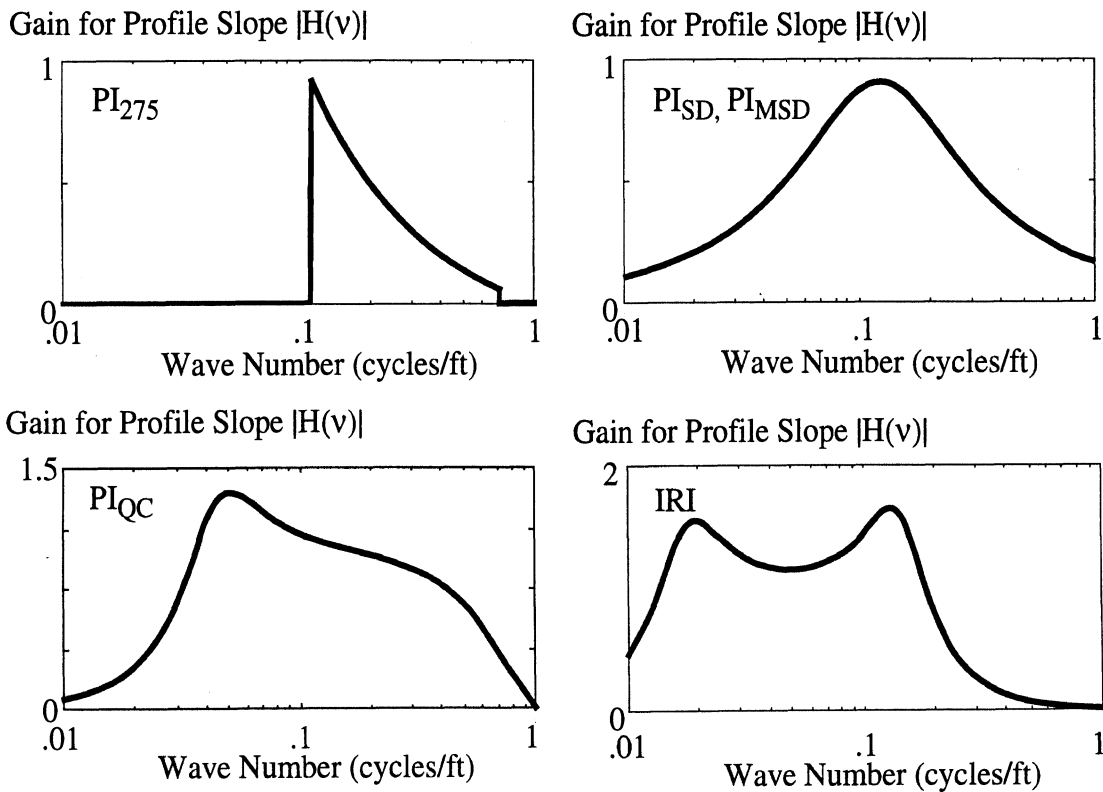 Gain for Profile Slope |H(ν)|
1
PI275
0
.01 .1 1
Wave Number (cycles/ft)
Gain for Profile Slope |H(ν)|
1
PISD, PIMSD
0
.01 .1 1
Wave Number (cycles/ft)
Gain for Profile Slope |H(ν)|
1.5
PIQC
0
.01 .1 1
Wave Number (cycles/ft)
Gain for Profile Slope |H(ν)|
2
IRI
0
.01 .1 1
Wave Number (cycles/ft)